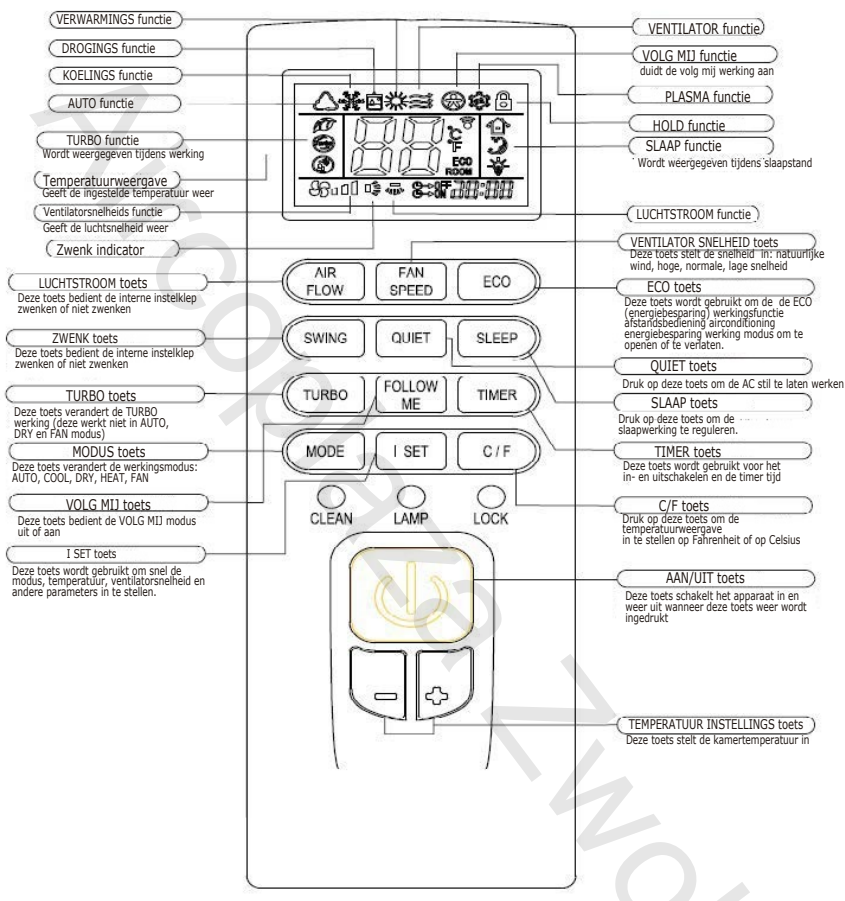 VERWARMINGS functie
DROGINGS functie
KOELINGS functie
AUTO functie
TURBO functie
Wordt weergegeven tijdens werking
Temperatuurweergave
Geeft de ingestelde temperatuur weer
Ventilatorsnelheids functie
Geeft de luchtsnelheid weer
Zwenk indicator
LUCHTSTROOM toets
Deze toets bedient de interne instelklep
zwenken of niet zwenken
ZWENK toets
Deze toets bedient de interne instelklep
zwenken of niet zwenken
TURBO toets
Deze toets verandert de TURBO
werking (deze werkt niet in AUTO,
DRY en FAN modus)
MODUS toets
Deze toets verandert de werkingsmodus:
AUTO, COOL, DRY, HEAT, FAN
VOLG MIJ toets
Deze toets bedient de VOLG MIJ modus
uit of aan
I SET toets
Deze toets wordt gebruikt om snel de
modus, temperatuur, ventilatorsnelheid en
andere parameters in te stellen.
88
°C
°F
ECO
ROOM
OFF
ON
AIR
FLOW
FAN
SPEED
ECO
SWING
QUIET
SLEEP
TURBO
FOLLOW
ME
TIMER
MODE
I SET
C / F
CLEAN
LAMP
LOCK
VENTILATOR functie
VOLG MIJ functie
duidt de volg mij werking aan
PLASMA functie
HOLD functie
SLAAP functie
Wordt weergegeven tijdens slaapstand
LUCHTSTROOM functie
VENTILATOR SNELHEID toets
Deze toets stelt de snelheid in: natuurlijke
wind, hoge, normale, lage snelheid
ECO toets
Deze toets wordt gebruikt om de de ECO
(energiebesparing) werkingsfunctie
afstandsbediening airconditioning
energiebesparing werking modus om te
openen of te verlaten.
QUIET toets
Druk op deze toets om de AC stil te laten werken
SLAAP toets
Druk op deze toets om de
slaapwerking te reguleren.
TIMER toets
Deze toets wordt gebruikt voor het
in- en uitschakelen en de timer tijd
C/F toets
Druk op deze toets om de
temperatuurweergave
in te stellen op Fahrenheit of op Celsius
AAN/UIT toets
Deze toets schakelt het apparaat in en
weer uit wanneer deze toets weer wordt
ingedrukt
TEMPERATUUR INSTELLINGS toets
Deze toets stelt de kamertemperatuur in
Aircoplaza Zwol